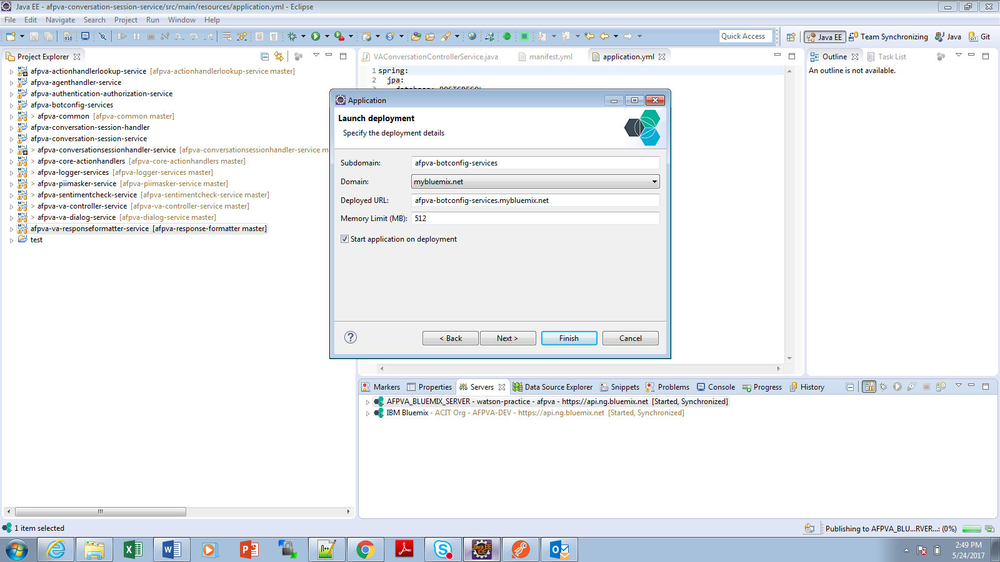 Java EE - afpva-conversation-session-service/src/main/resources/application.yml - Eclipse
File Edit Navigate Search Project Run Window Help
Quick Access
Java EE Team Synchronizing Java Git
Project Explorer
afpva-actionhandlerlookup-service [afpva-actionhandlerlookup-service master]
afpva-agenthandler-service
afpva-authentication-authorization-service
afpva-botconfig-services
> afpva-common [afpva-common master]
afpva-conversation-session-handler
afpva-conversation-session-service
> afpva-conversationsessionhandler-service [afpva-conversationsessionhandler-service m
> afpva-core-actionhandlers [afpva-core-actionhandlers master]
> afpva-logger-services [afpva-logger-services master]
> afpva-piimasker-service [afpva-piimasker-service master]
> afpva-sentimentcheck-service [afpva-sentimentcheck-service master]
> afpva-va-controller-service [afpva-va-controller-service master]
> afpva-va-dialog-service [afpva-dialog-service master]
afpva-va-responseformatter-service [afpva-response-formatter master]
test
VAConversationControllerService.java manifest.yml application.yml
1 spring:
2 jpa:
3 database: POSTGRESQL
Outline Task List
An outline is not available.
Application
Launch deployment
Specify the deployment details
Subdomain: afpva-botconfig-services
Domain: mybluemix.net
Deployed URL: afpva-botconfig-services.mybluemix.net
Memory Limit (MB): 512
Start application on deployment
? < Back Next > Finish Cancel
Markers Properties Servers Data Source Explorer Snippets Problems Console Progress History
AFPVA_BLUEMIX_SERVER - watson-practice - afpva - https://api.ng.bluemix.net [Started, Synchronized]
IBM Bluemix - ACIT Org - AFPVA-DEV - https://api.ng.bluemix.net [Started, Synchronized]
1 item selected
Publishing to AFPVA_BLU...RVER...: (0%)
Java EE
IDE
2:49 PM
5/24/2017